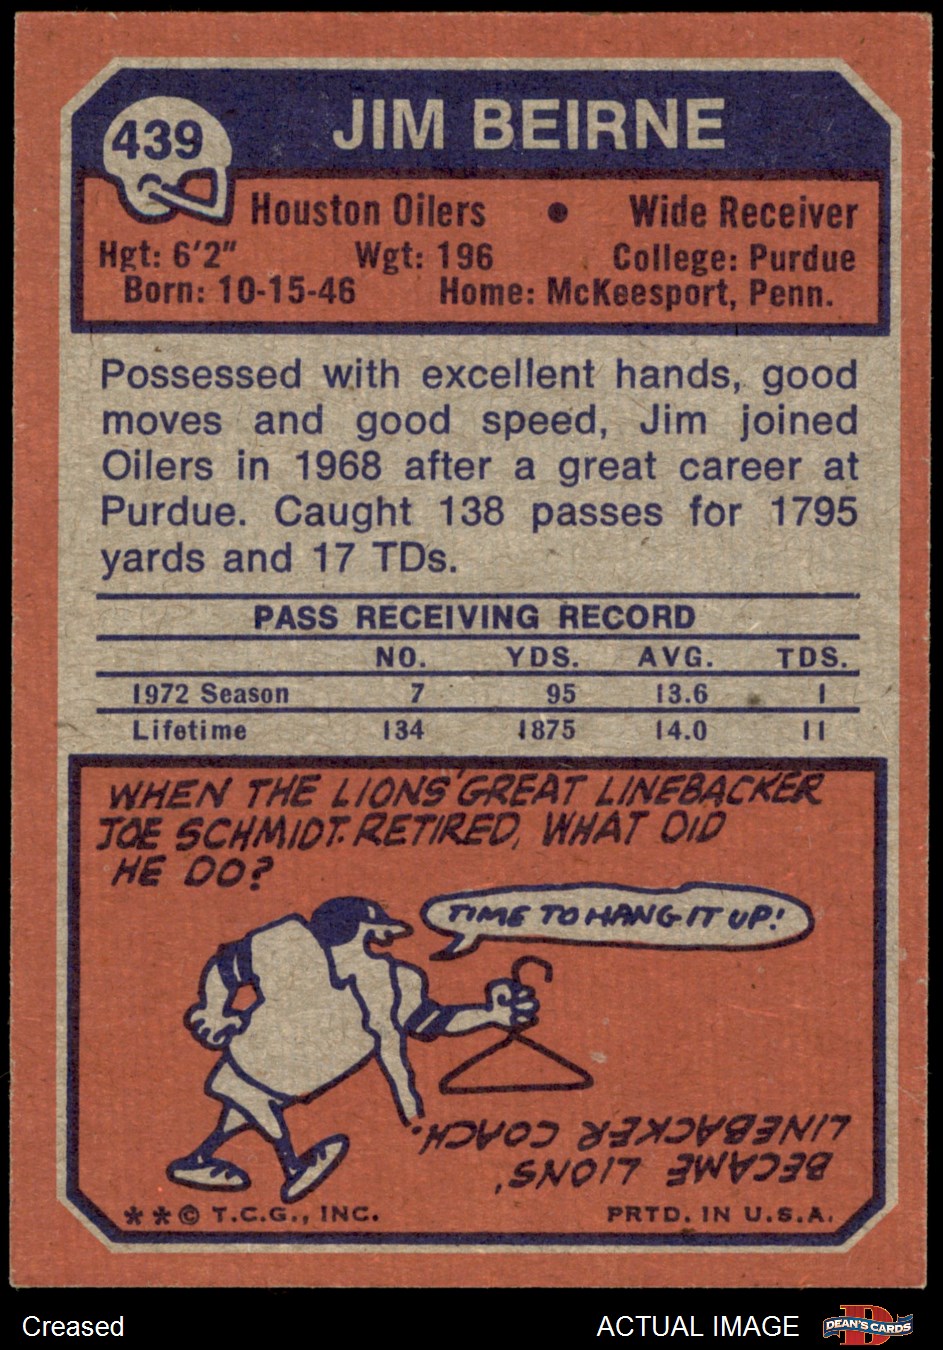 439
JIM BEIRNE
Houston Oilers • Wide Receiver
Hgt: 6'2" Wgt: 196 College: Purdue
Born: 10-15-46 Home: McKeesport, Penn.
Possessed with excellent hands, good
moves and good speed, Jim joined
Oilers in 1968 after a great career at
Purdue. Caught 138 passes for 1795
yards and 17 TDs.
PASS RECEIVING RECORD
NO. YDS. AVG. TDS.
1972 Season 7 95 13.6 1
Lifetime 134 1875 14.0 11
WHEN THE LIONS' GREAT LINEBACKER
JOE SCHMIDT RETIRED, WHAT DID
HE DO?
TIME TO HANG IT UP!
BECAME LIONS'
LINEBACKER COACH.
** © T.C.G., INC. PRTD. IN U.S.A.
Creased
ACTUAL IMAGE
D
DEAN'S CARDS